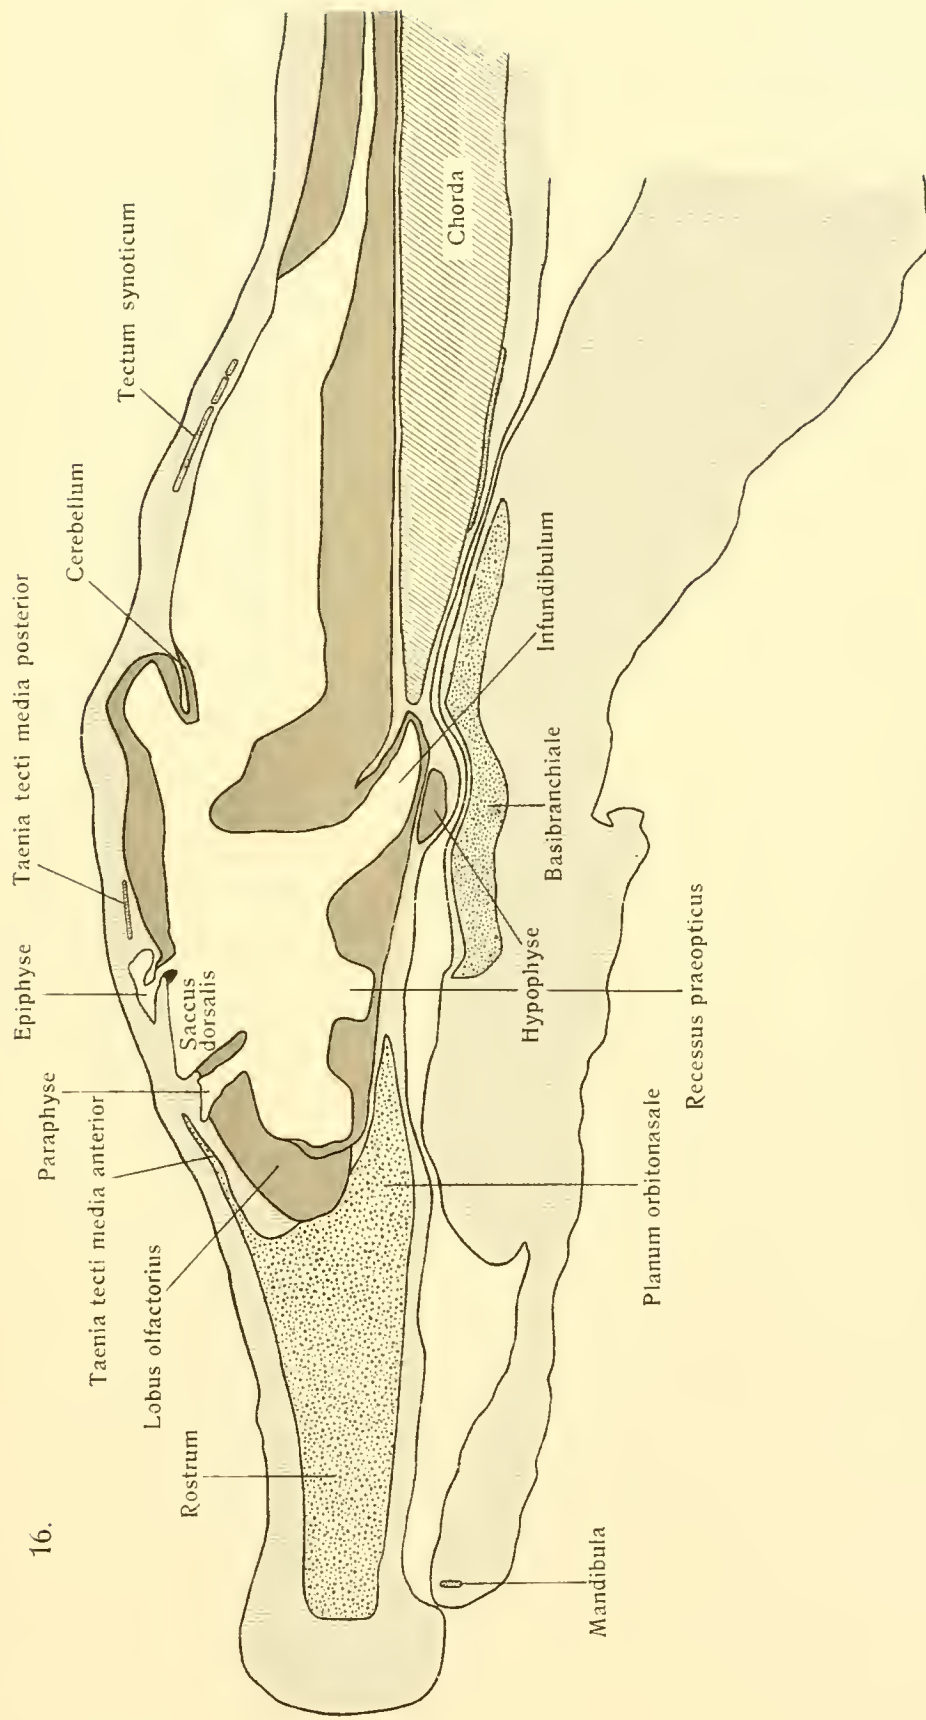 16.
Rostrum
Lobus olfactorius
Taenia tecti media anterior
Paraphyse
Saccus
dorsalis
Epiphyse
Taenia tecti media posterior
Cerebellum
Tectum synoticum
Chorda
Infundibulum
Basibranchiale
Hypophyse
Recessus praeopticus
Planum orbitonasale
Mandibula